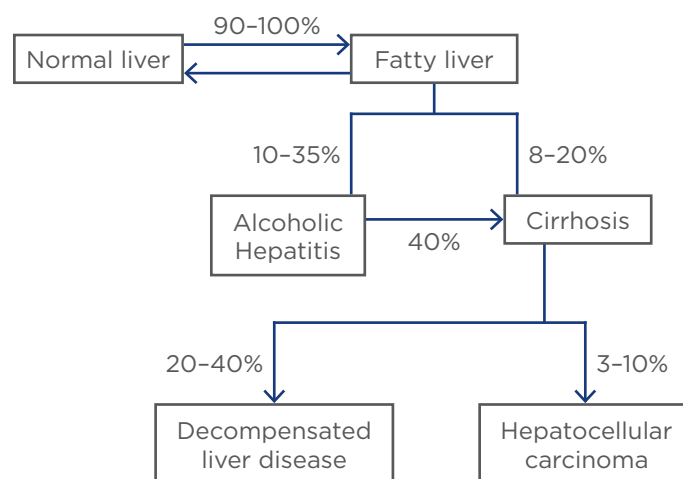 90–100%
Normal liver
Fatty liver
10–35%
8–20%
Alcoholic
Hepatitis
Cirrhosis
40%
20–40%
3–10%
Decompensated
liver disease
Hepatocellular
carcinoma